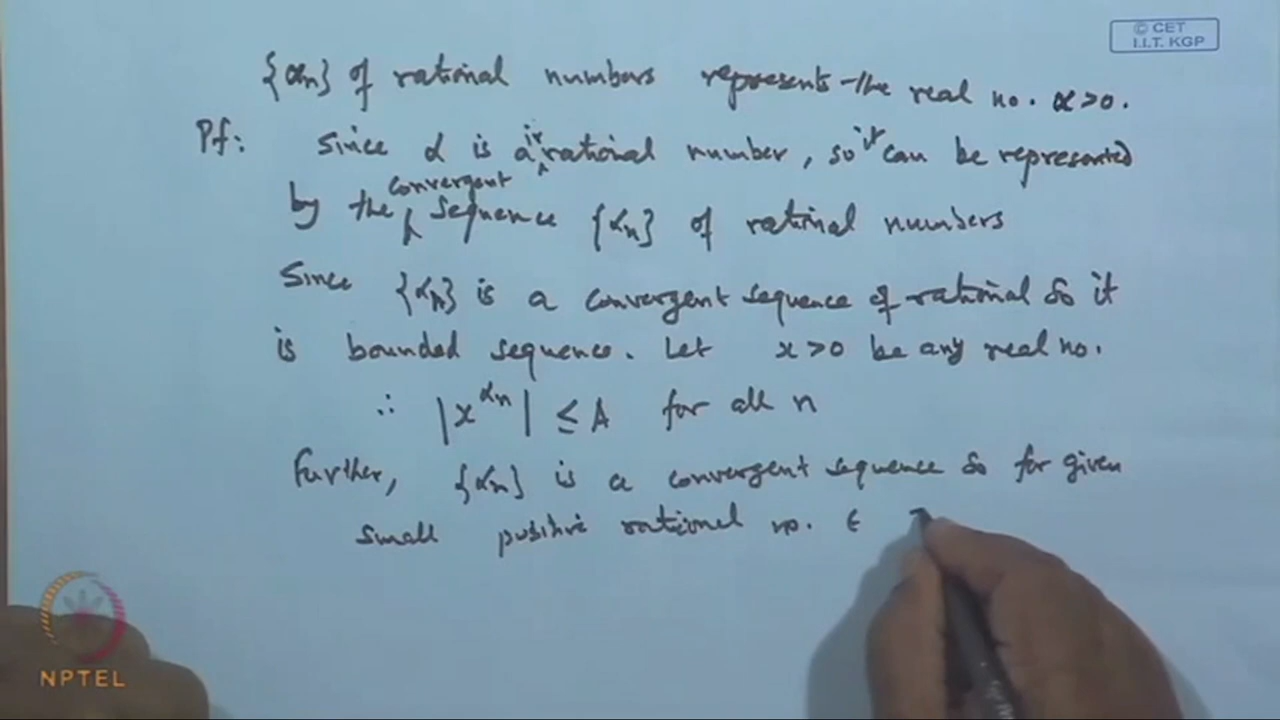 © CET
I.I.T. KGP
{αn} of rational numbers represents the real no. α>0.
Pf: Since α is a irrational number, so it can be represented
by the convergent sequence {αn} of rational numbers
Since {αn} is a convergent sequence of rational so it
is bounded sequence. Let x>0 be any real no.
∴ |x^αn| ≤ A for all n
Further, {αn} is a convergent sequence so for given
small positive rational no. ε
NPTEL